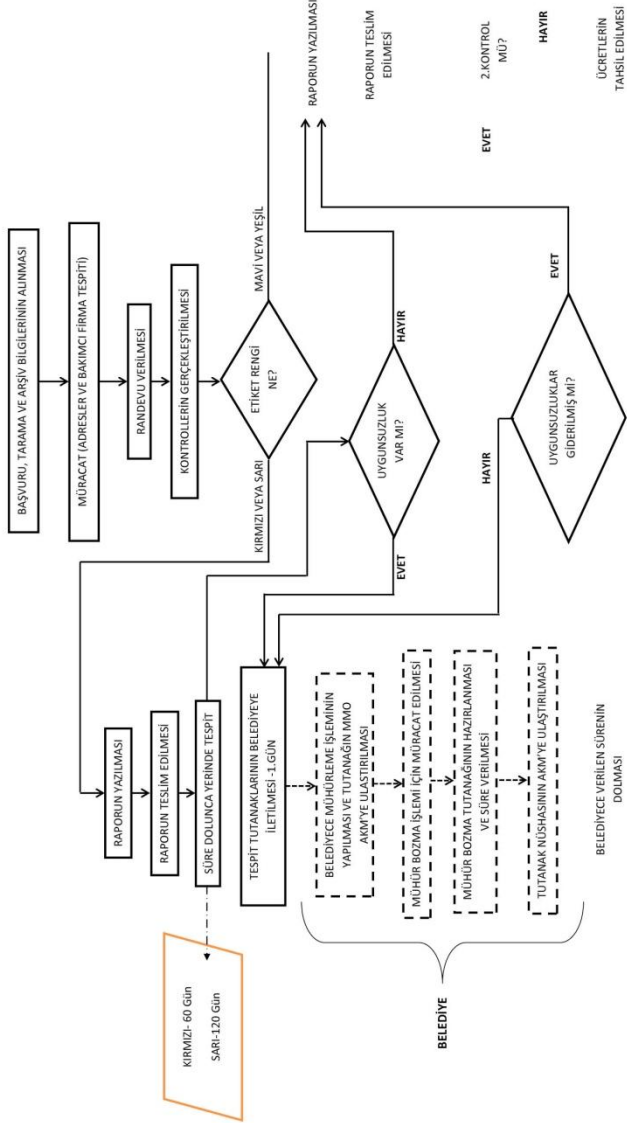 BAŞVURU, TARAMA VE ARŞİV BİLGİLERİNİN ALINMASI
MÜRACAT (ADRESLER VE BAKIMCI FİRMA TESPİTİ)
RANDEVU VERİLMESİ
KONTROLLERİN GERÇEKLEŞTİRİLMESİ
ETİKET RENGİ
NE?
KIRMIZI VEYA SARI
MAVİ VEYA YEŞİL
RAPORUN YAZILMASI
RAPORUN TESLİM EDİLMESİ
SÜRE DOLUNCA YERİNDE TESPİT
KIRMIZI- 60 Gün
SARI-120 Gün
UYGUNSUZLUK
VAR MI?
EVET
HAYIR
RAPORUN YAZILMASI
RAPORUN TESLİM
EDİLMESİ
TESPİT TUTANAKLARININ BELEDİYEYE
İLETİLMESİ -1.GÜN
BELEDİYECE MÜHÜRLEME İŞLEMİNİN
YAPILMASI VE TUTANAĞIN MMO
AKM'YE ULASTIRILMASI
MÜHÜR BOZMA İŞLEMİ İÇİN MÜRACAT EDİLMESİ
MÜHÜR BOZMA TUTANAĞININ HAZIRLANMASI
VE SÜRE VERİLMESİ
TUTANAK NÜSHASININ AKM'YE ULAŞTIRILMASI
BELEDİYE
BELEDİYECE VERİLEN SÜRENİN
DOLMASI
UYGUNSUZLUKLAR
GİDERİLMİŞ Mİ?
HAYIR
EVET
2.KONTROL
MÜ?
EVET
HAYIR
ÜCRETLERİN
TAHSİL EDİLMESİ